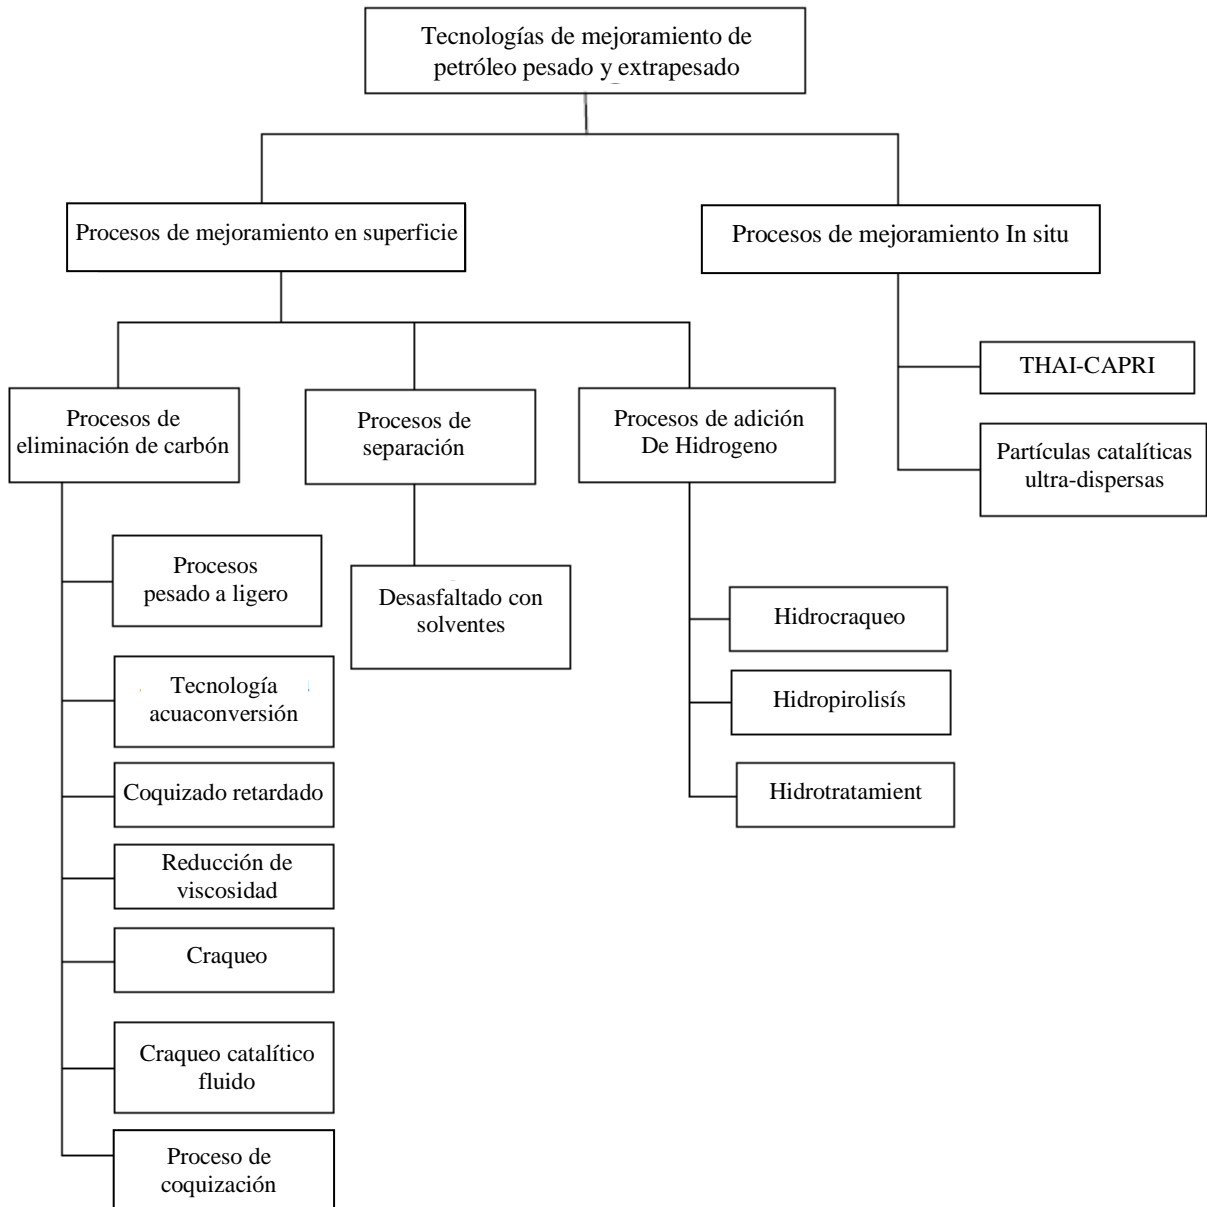 Tecnologías de mejoramiento de
petróleo pesado y extrapesado
Procesos de mejoramiento en superficie
Procesos de mejoramiento In situ
THAI-CAPRI
Partículas catalíticas
ultra-dispersas
Procesos de
eliminación de carbón
Procesos de
separación
Procesos de adición
De Hidrogeno
Procesos
pesado a ligero
Tecnología
acuaconversión
Coquizado retardado
Reducción de
viscosidad
Craqueo
Craqueo catalítico
fluido
Proceso de
coquización
Desasfaltado con
solventes
Hidrocraqueo
Hidropirolisís
Hidrotratamient